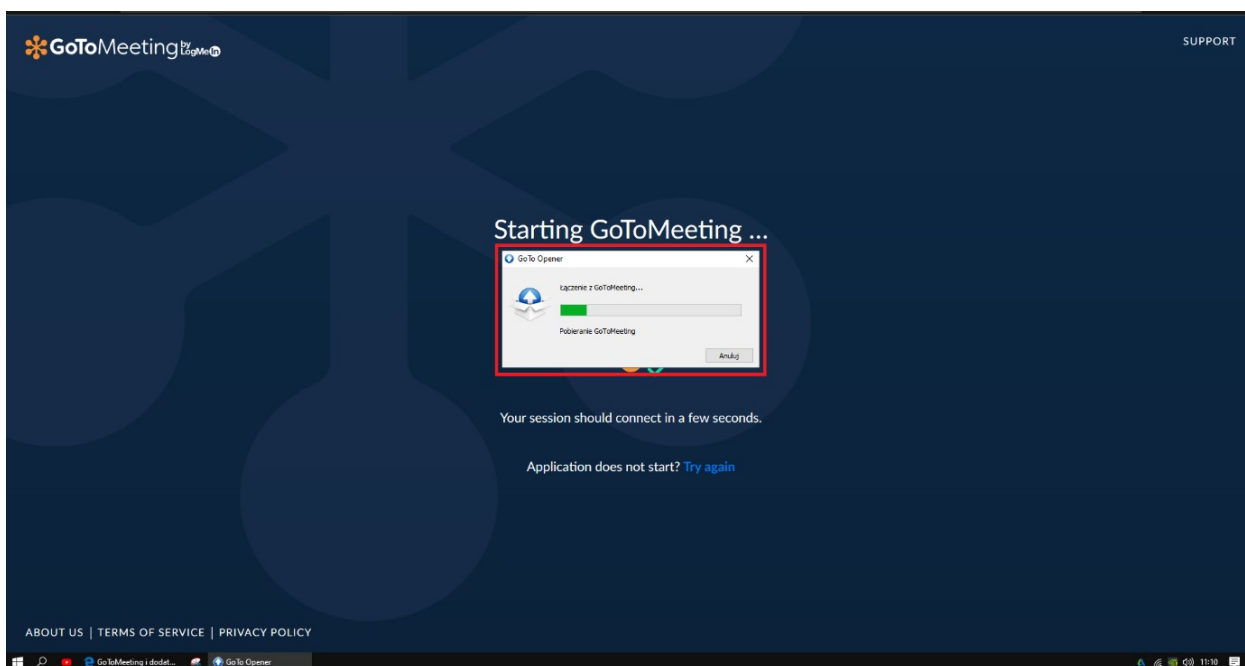 GoToMeeting by LogMeIn
SUPPORT
Starting GoToMeeting ...
GoTo Opener
Łączenie z GoToMeeting...
Pobieranie GoToMeeting
Anuluj
Your session should connect in a few seconds.
Application does not start? Try again
ABOUT US | TERMS OF SERVICE | PRIVACY POLICY
GoToMeeting i dodat...
GoTo Opener
11:10